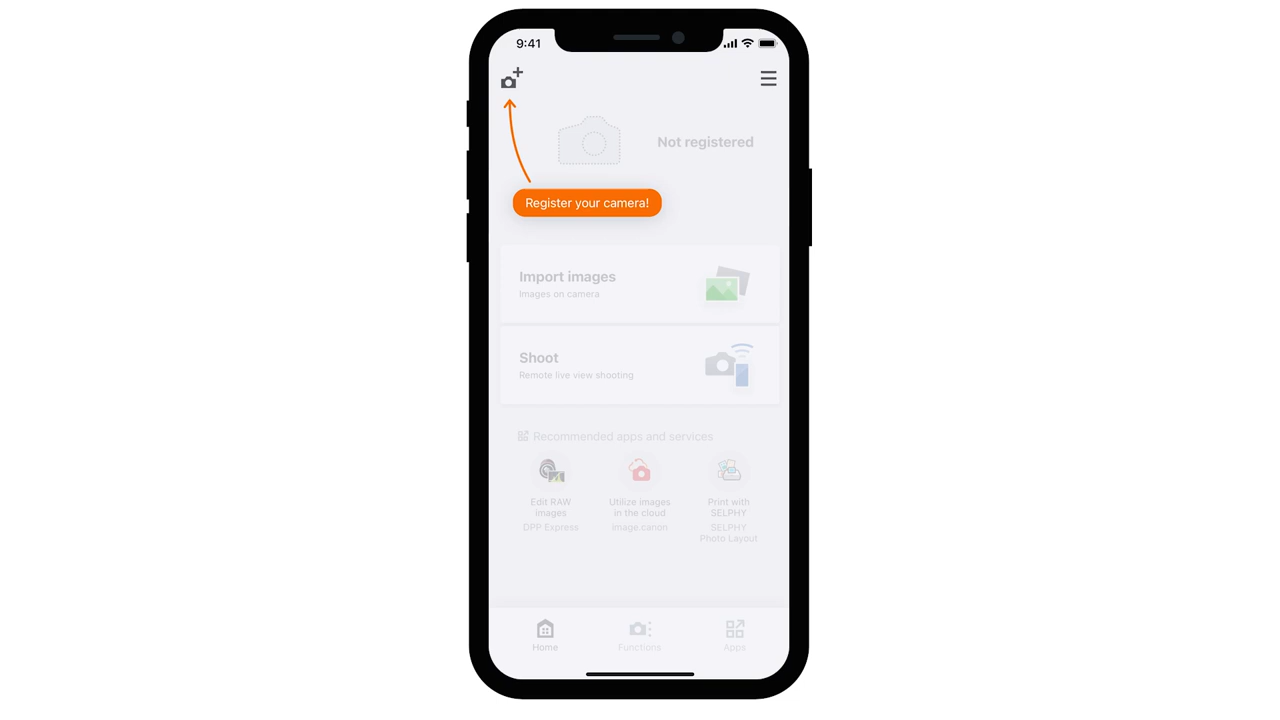 9:41
Not registered
Register your camera!
Import images
Images on camera
Shoot
Remote live view shooting
Recommended apps and services
Edit RAW
images
DPP Express
Utilize images
in the cloud
image.canon
Print with
SELPHY
SELPHY
Photo Layout
Home
Functions
Apps